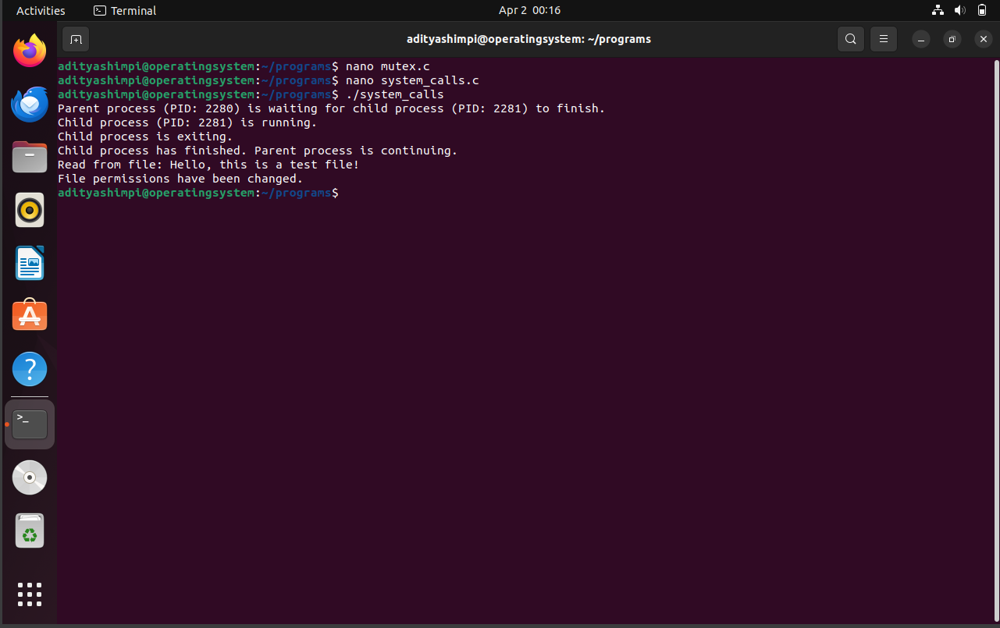 Activities Terminal Apr 2 00:16
adityashimpi@operatingsystem: ~/programs
adityashimpi@operatingsystem:~/programs$ nano mutex.c
adityashimpi@operatingsystem:~/programs$ nano system_calls.c
adityashimpi@operatingsystem:~/programs$ ./system_calls
Parent process (PID: 2280) is waiting for child process (PID: 2281) to finish.
Child process (PID: 2281) is running.
Child process is exiting.
Child process has finished. Parent process is continuing.
Read from file: Hello, this is a test file!
File permissions have been changed.
adityashimpi@operatingsystem:~/programs$